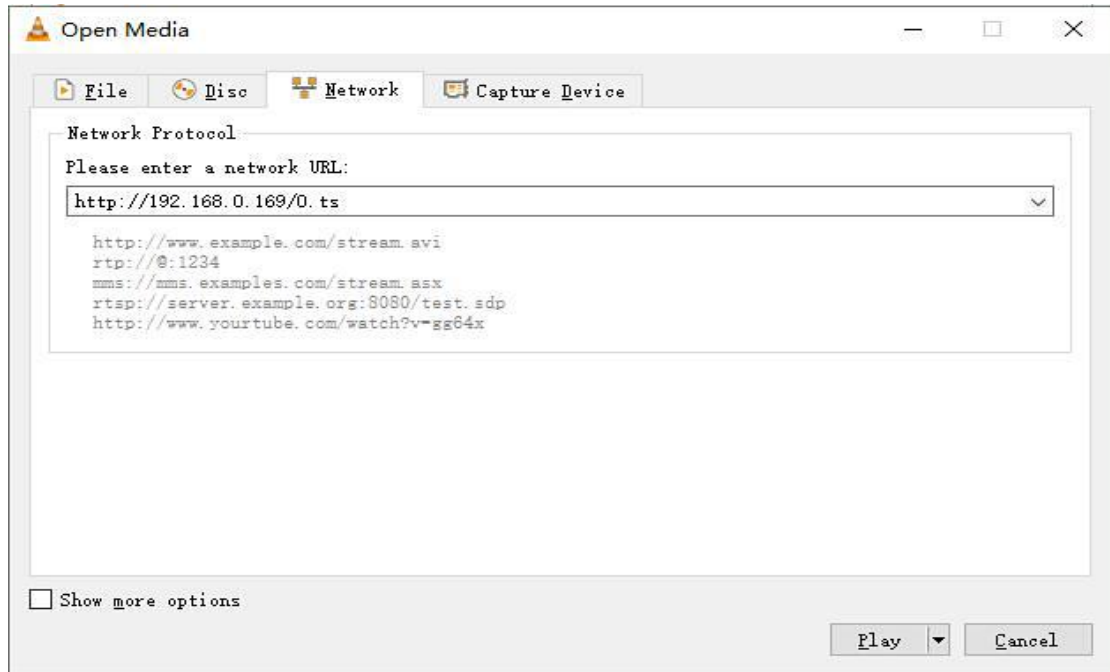 Open Media
File Disc Network Capture Device
Network Protocol
Please enter a network URL:
http://192.168.0.169/0.ts
http://www.example.com/stream.avi
rtp://@:1234
mms://mms.examples.com/stream.asx
rtsp://server.example.org:8080/test.sdp
http://www.yourtube.com/watch?v=gg64x
Show more options
Play Cancel